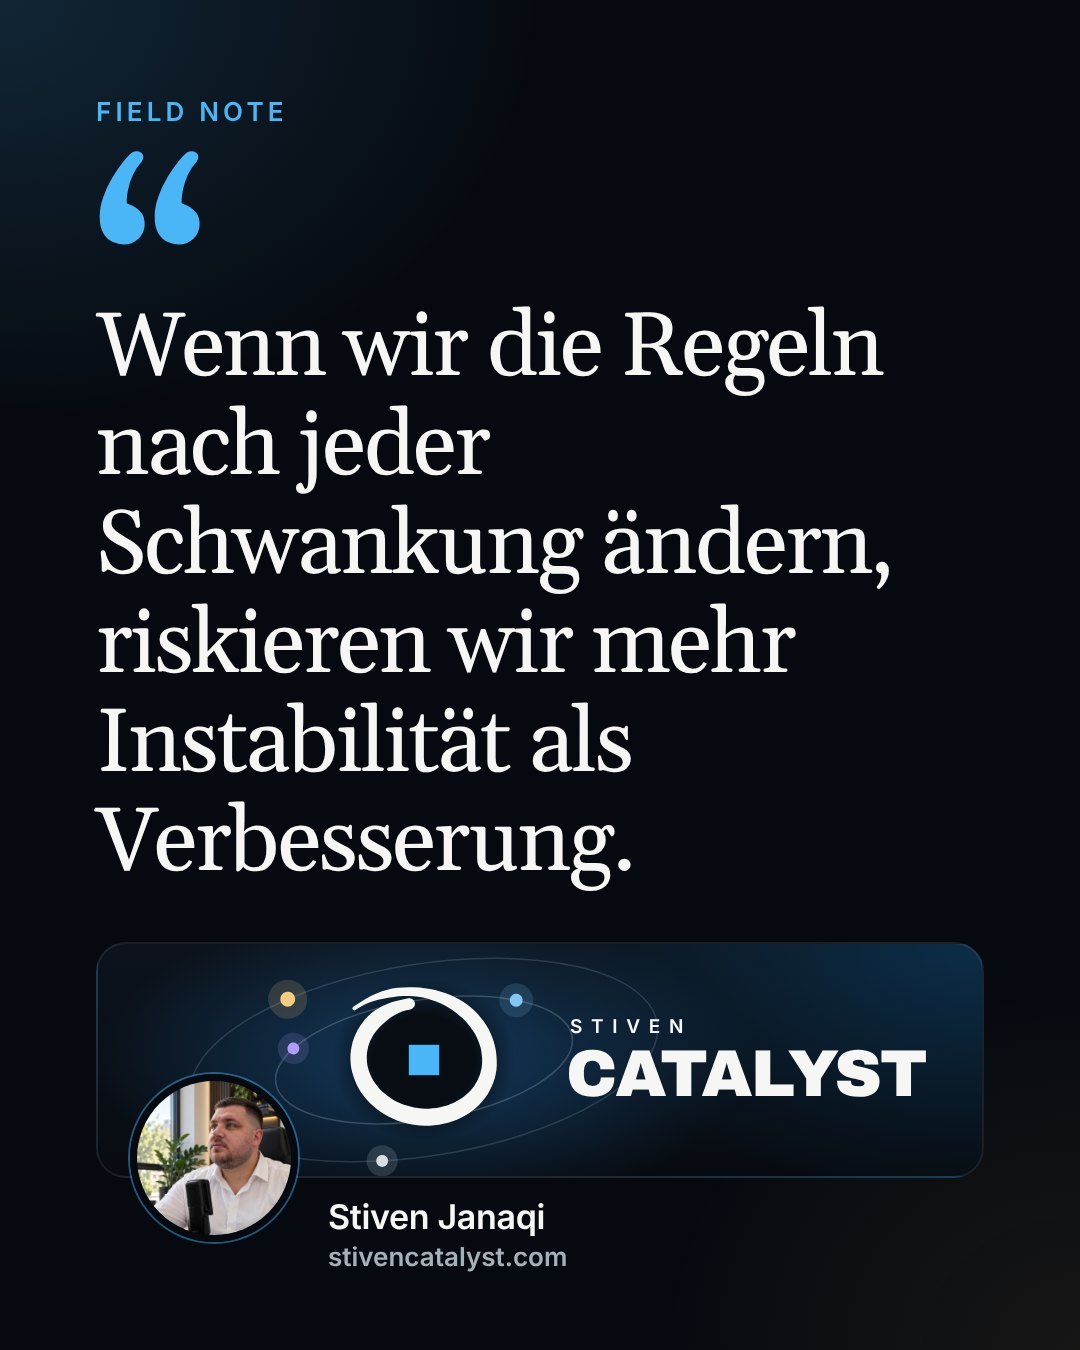 FIELD NOTE
“
Wenn wir die Regeln
nach jeder
Schwankung ändern,
riskieren wir mehr
Instabilität als
Verbesserung.
STIVEN
CATALYST
Stiven Janaqi
stivencatalyst.com